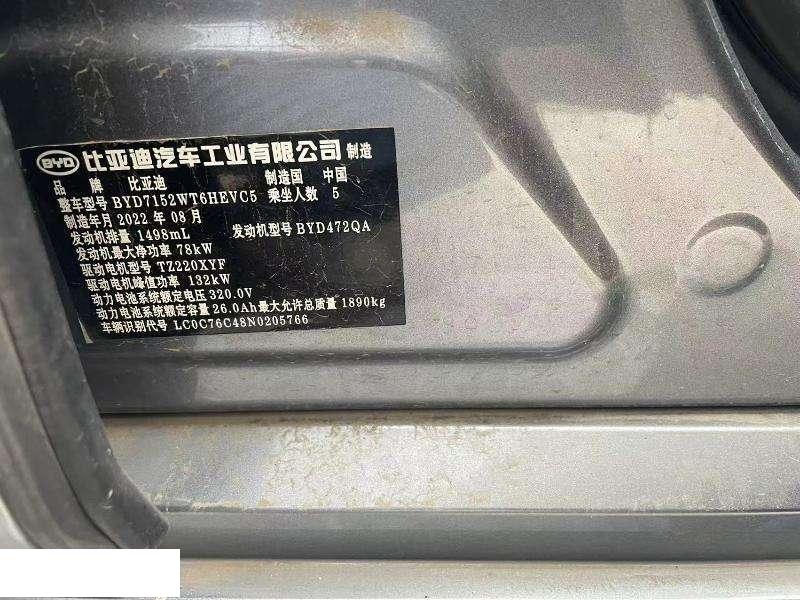 BYD 比亚迪汽车工业有限公司 制造
品牌 比亚迪 制造国 中国
整车型号 BYD7152WT6HEVC5 乘坐人数 5
制造年月 2022 年 08 月
发动机排量 1498mL 发动机型号 BYD472QA
发动机最大净功率 78kW
驱动电机型号 TZ220XYF
驱动电机峰值功率 132kW
动力电池系统额定电压 320.0V
动力电池系统额定容量 26.0Ah 最大允许总质量 1890kg
车辆识别代号 LC0C76C48N0205766